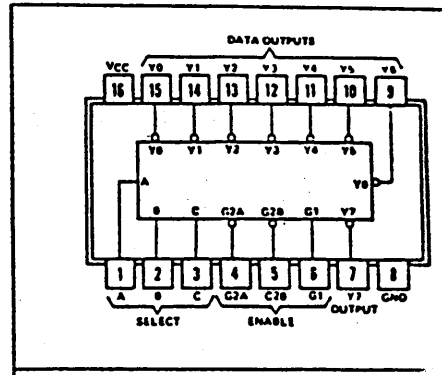 DATA OUTPUTS
VCC Y0 Y1 Y2 Y3 Y4 Y5 Y6
16 15 14 13 12 11 10 9
Y0 Y1 Y2 Y3 Y4 Y5
A Y6
B C G2A G2B G1 Y7
1 2 3 4 5 6 7 8
A B C G2A G2B G1 Y7 GND
SELECT ENABLE OUTPUT